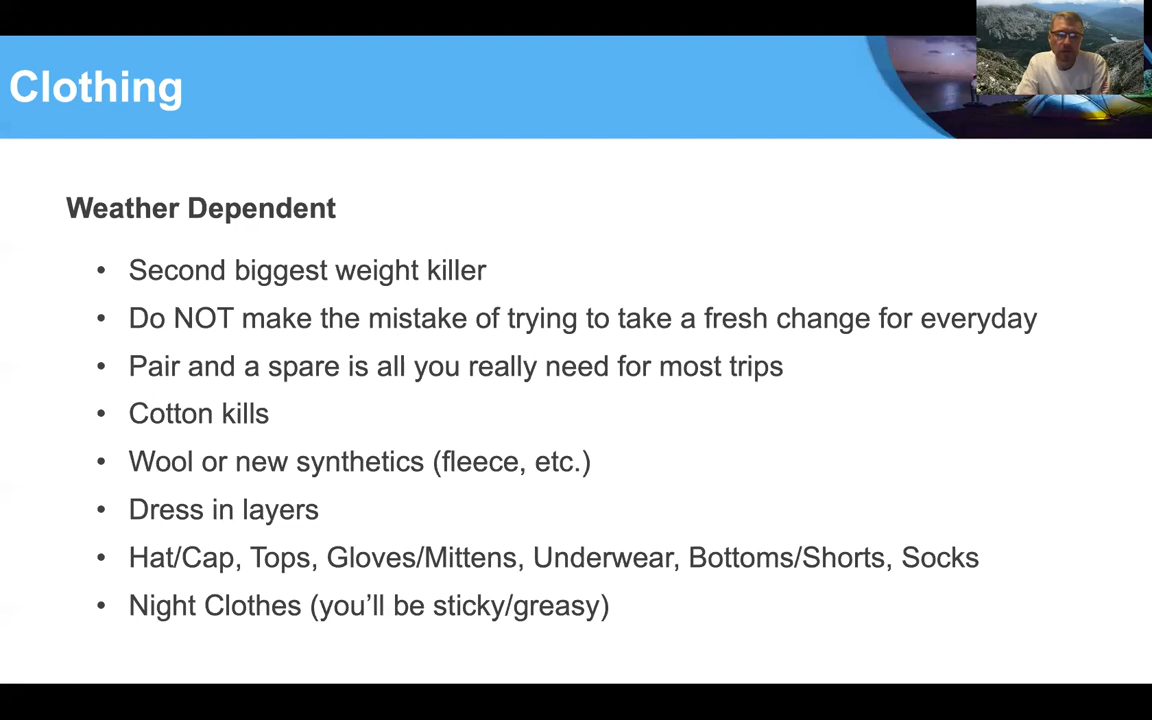 Clothing
Weather Dependent
• Second biggest weight killer
• Do NOT make the mistake of trying to take a fresh change for everyday
• Pair and a spare is all you really need for most trips
• Cotton kills
• Wool or new synthetics (fleece, etc.)
• Dress in layers
• Hat/Cap, Tops, Gloves/Mittens, Underwear, Bottoms/Shorts, Socks
• Night Clothes (you’ll be sticky/greasy)